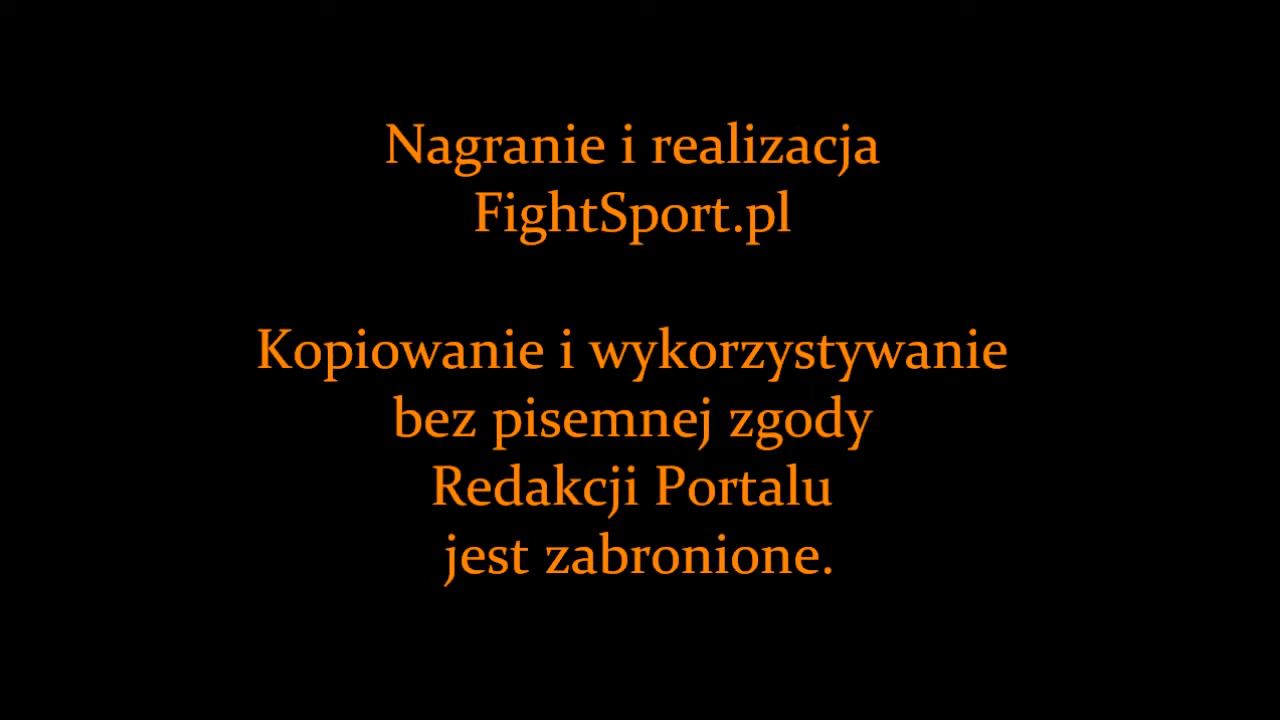 Nagranie i realizacja
FightSport.pl
Kopiowanie i wykorzystywanie
bez pisemnej zgody
Redakcji Portalu
jest zabronione.